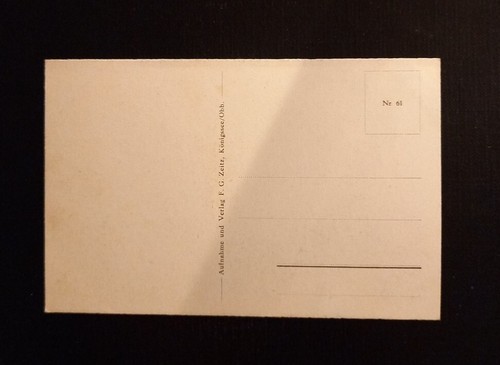 Nr 61
Aufnahme und Verlag F. G. Zeitz, Königssee/Obb.